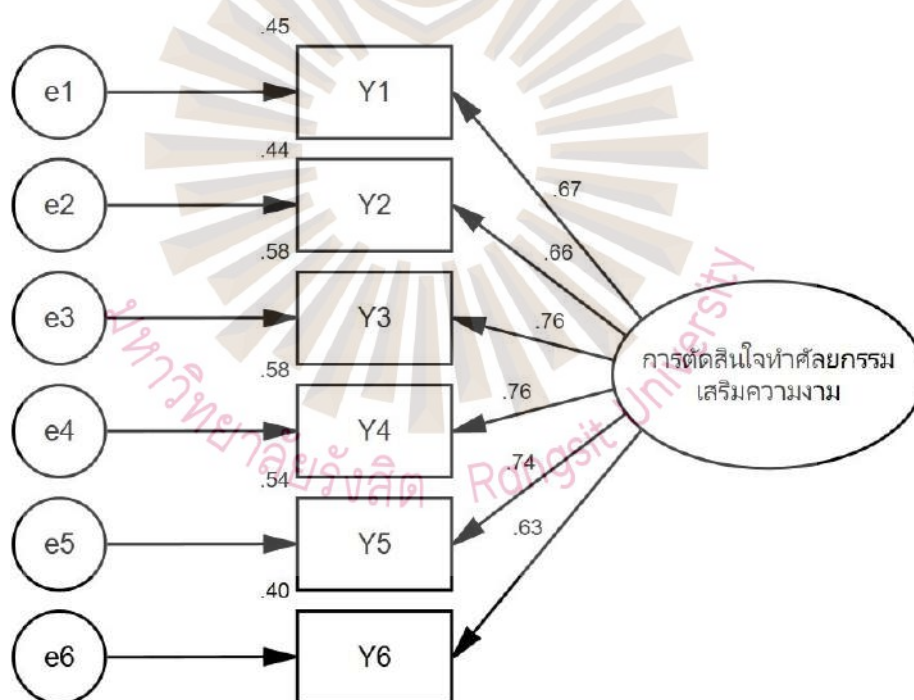 .45
e1
Y1
.44
.67
e2
Y2
.58
.66
e3
Y3
.76
.58
การตัดสินใจทำศัลยกรรม
เสริมความงาม
e4
Y4
.76
.54
e5
Y5
.74
.40
.63
e6
Y6
มหาวิทยาลัยรังสิต Rangsit University